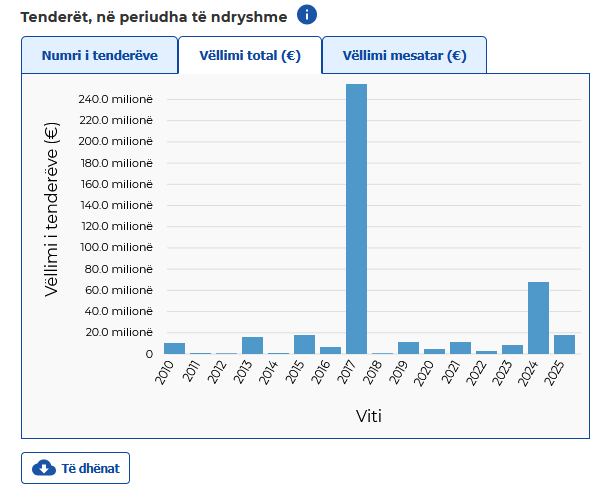 Tenderët, në periudha të ndryshme
Numri i tenderëve
Vëllimi total (€)
Vëllimi mesatar (€)
Vëllimi i tenderëve (€)
240.0 milionë
220.0 milionë
200.0 milionë
180.0 milionë
160.0 milionë
140.0 milionë
120.0 milionë
100.0 milionë
80.0 milionë
60.0 milionë
40.0 milionë
20.0 milionë
0
2010
2011
2012
2013
2014
2015
2016
2017
2018
2019
2020
2021
2022
2023
2024
2025
Viti
Të dhënat